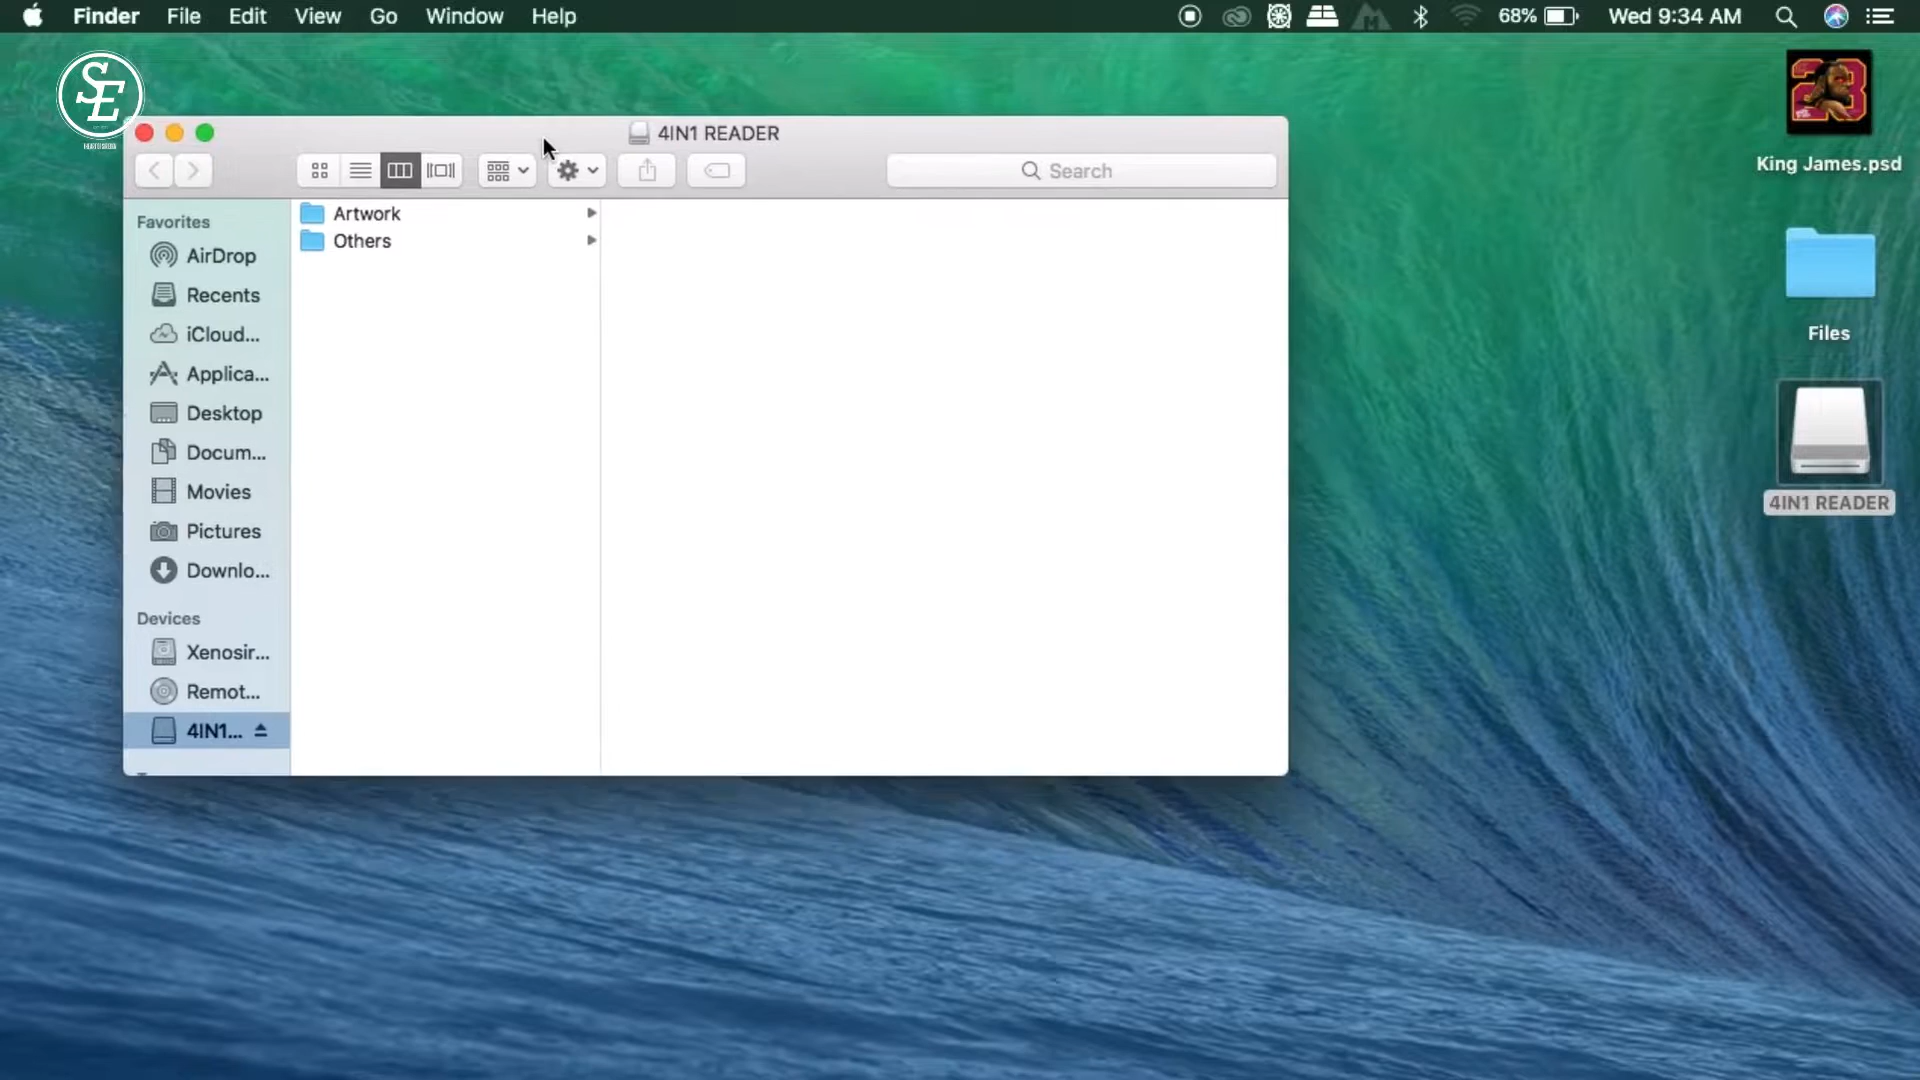 Finder File Edit View Go Window Help 68% Wed 9:34 AM
SE
King James.psd
4IN1 READER
Search
Favorites
Artwork
Others
AirDrop
Recents
iCloud...
Applica...
Desktop
Docum...
Movies
Pictures
Downlo...
Devices
Xenosir...
Remot...
4IN1...
Files
4IN1 READER